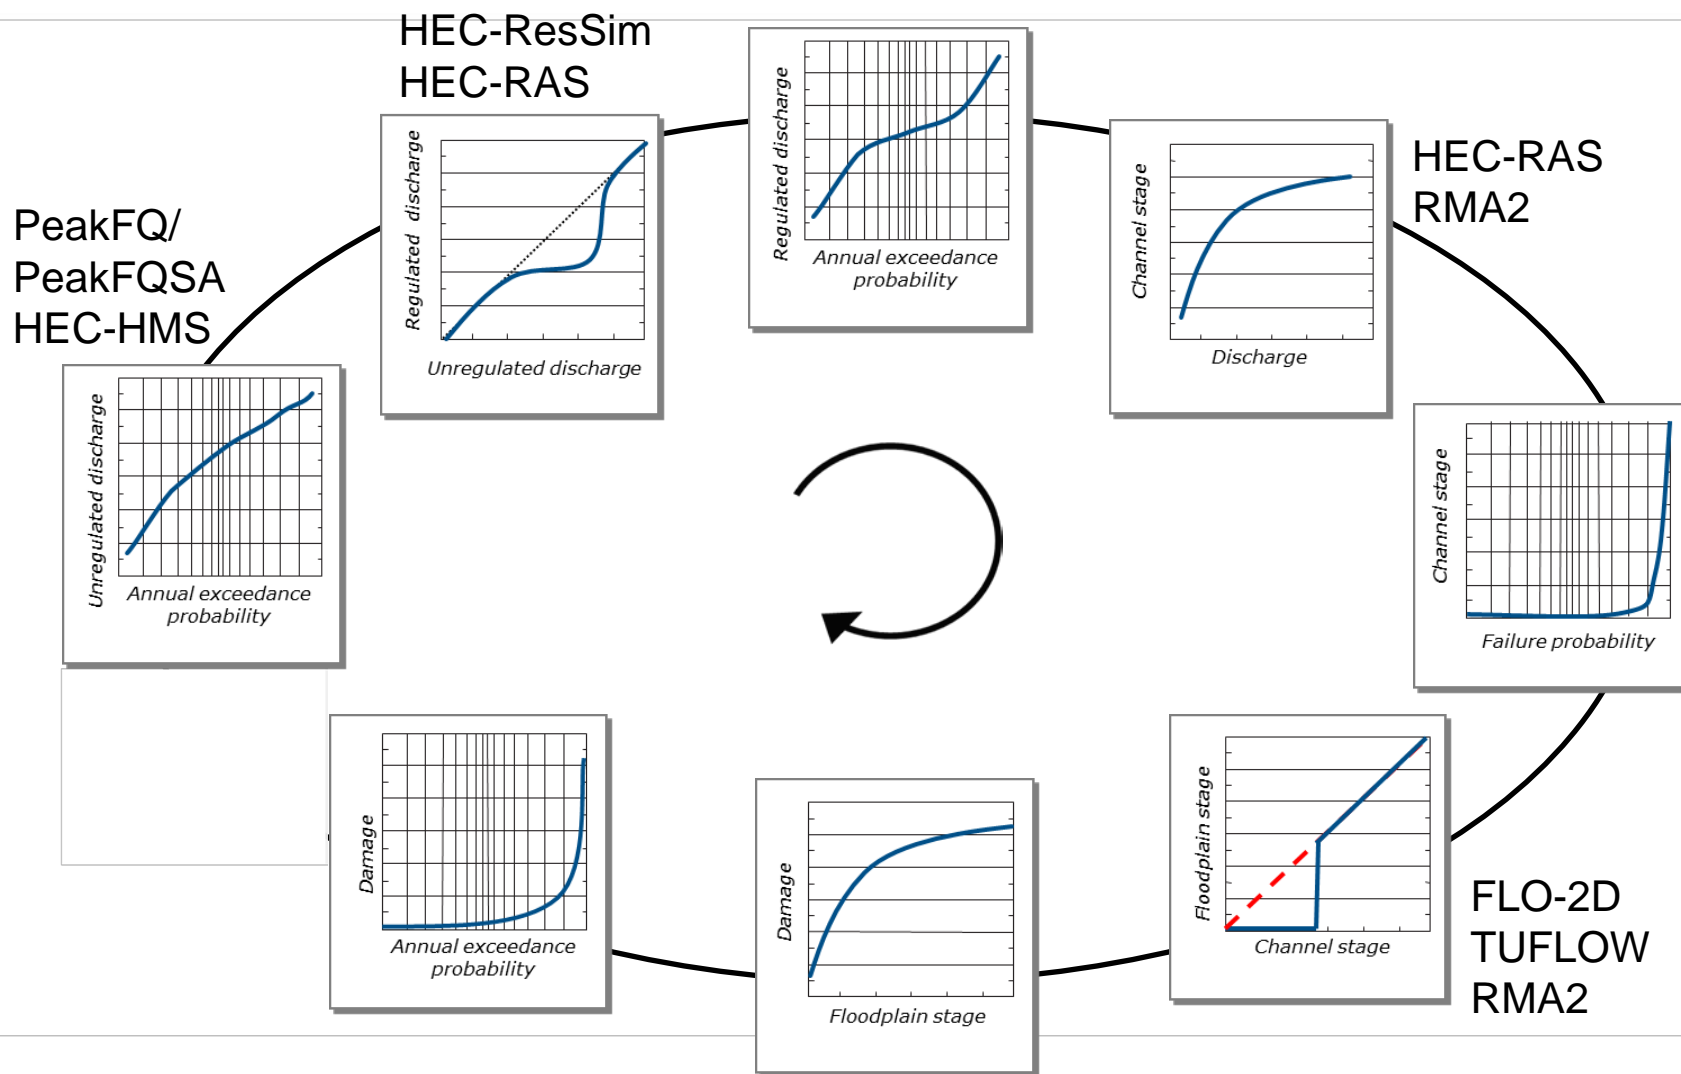 HEC-ResSim
HEC-RAS
PeakFQ/
PeakFQSA
HEC-HMS
Unregulated discharge
Annual exceedance
probability
Regulated discharge
Unregulated discharge
Regulated discharge
Annual exceedance
probability
Channel stage
Discharge
HEC-RAS
RMA2
Channel stage
Failure probability
Floodplain stage
Channel stage
FLO-2D
TUFLOW
RMA2
Damage
Floodplain stage
Damage
Annual exceedance
probability